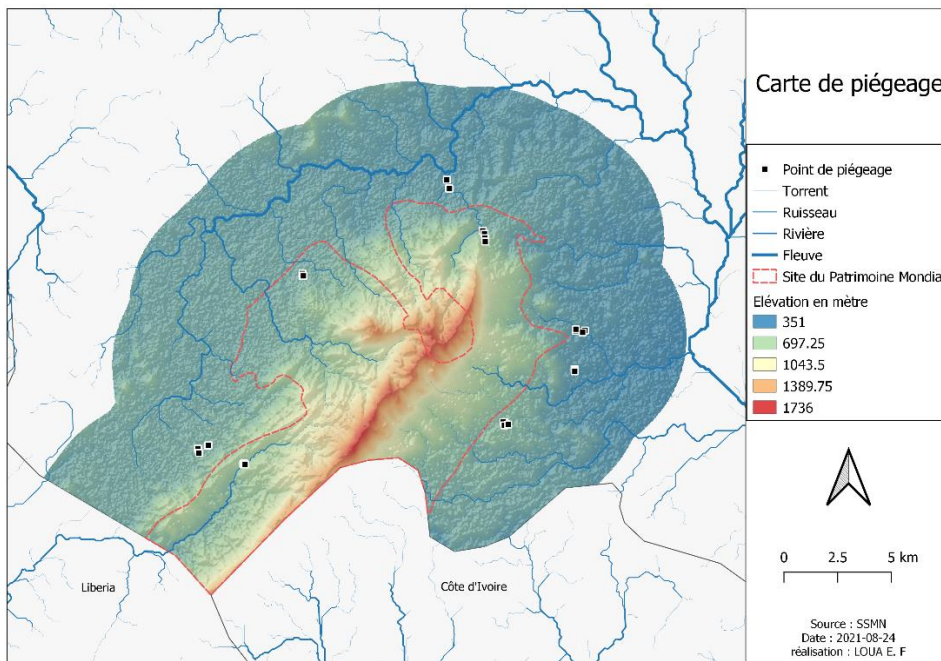 Carte de piégeage
Point de piégeage
Torrent
Ruisseau
Rivière
Fleuve
Site du Patrimoine Mondia
Elévation en mètre
351
697.25
1043.5
1389.75
1736
0 2.5 5 km
Liberia
Côte d'Ivoire
Source : SSMN
Date : 2021-08-24
réalisation : LOUA E. F